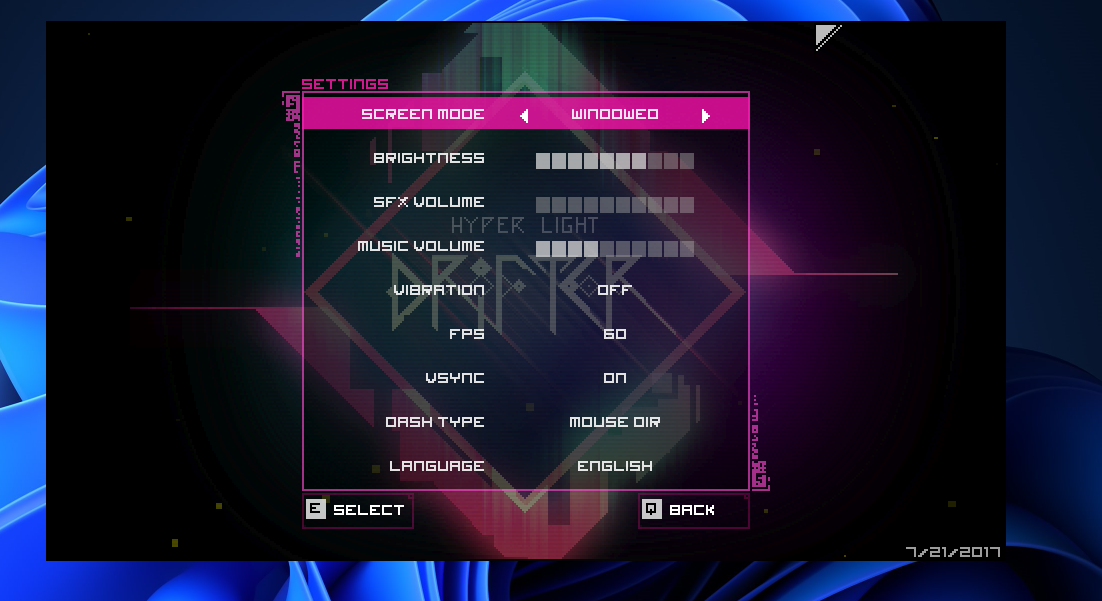 SETTINGS
SCREEN MODE WINDOWED
BRIGHTNESS
SFX VOLUME
HYPER LIGHT
MUSIC VOLUME
DRIFTER
VIBRATION OFF
FPS 60
VSYNC ON
DASH TYPE MOUSE DIR
LANGUAGE ENGLISH
E SELECT Q BACK
7/21/2017